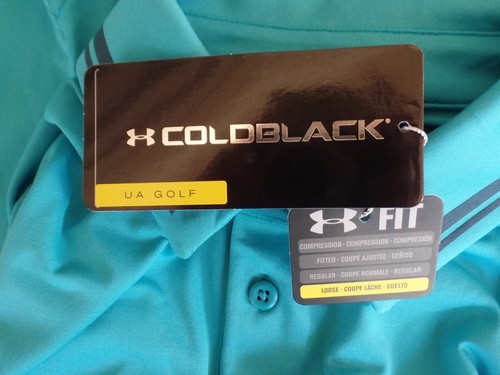 COLDBLACK®
UA GOLF
FIT
COMPRESSION · COMPRESSION · COMPRESIÓN
FITTED · COUPE AJUSTÉE · CEÑIDO
REGULAR · COUPE NORMALE · REGULAR
LOOSE · COUPE LÂCHE · SUELTO